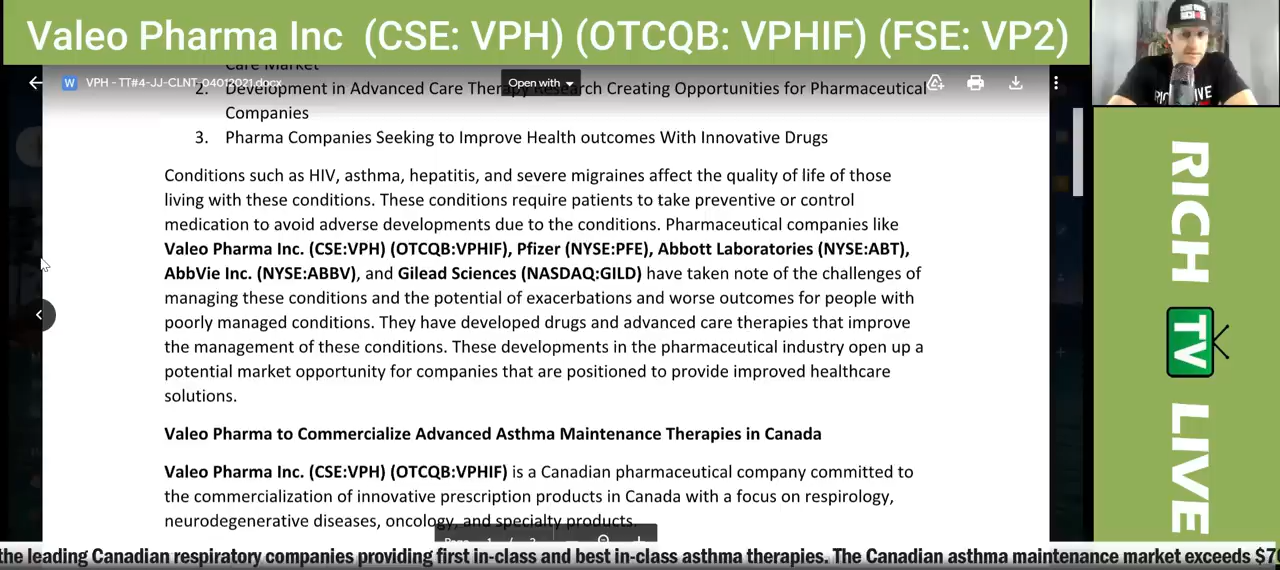 Valeo Pharma Inc (CSE: VPH) (OTCQB: VPHIF) (FSE: VP2)
Care Market
VPH - TT#4-JJ-CLNT_04012021.docx
Open with
2. Development in Advanced Care Therapy Research Creating Opportunities for Pharmaceutical
Companies
3. Pharma Companies Seeking to Improve Health outcomes With Innovative Drugs
Conditions such as HIV, asthma, hepatitis, and severe migraines affect the quality of life of those
living with these conditions. These conditions require patients to take preventive or control
medication to avoid adverse developments due to the conditions. Pharmaceutical companies like
Valeo Pharma Inc. (CSE:VPH) (OTCQB:VPHIF), Pfizer (NYSE:PFE), Abbott Laboratories (NYSE:ABT),
AbbVie Inc. (NYSE:ABBV), and Gilead Sciences (NASDAQ:GILD) have taken note of the challenges of
managing these conditions and the potential of exacerbations and worse outcomes for people with
poorly managed conditions. They have developed drugs and advanced care therapies that improve
the management of these conditions. These developments in the pharmaceutical industry open up a
potential market opportunity for companies that are positioned to provide improved healthcare
solutions.
Valeo Pharma to Commercialize Advanced Asthma Maintenance Therapies in Canada
Valeo Pharma Inc. (CSE:VPH) (OTCQB:VPHIF) is a Canadian pharmaceutical company committed to
the commercialization of innovative prescription products in Canada with a focus on respirology,
neurodegenerative diseases, oncology, and specialty products.
RICH
TV
LIVE
the leading Canadian respiratory companies providing first in-class and best in-class asthma therapies. The Canadian asthma maintenance market exceeds $7